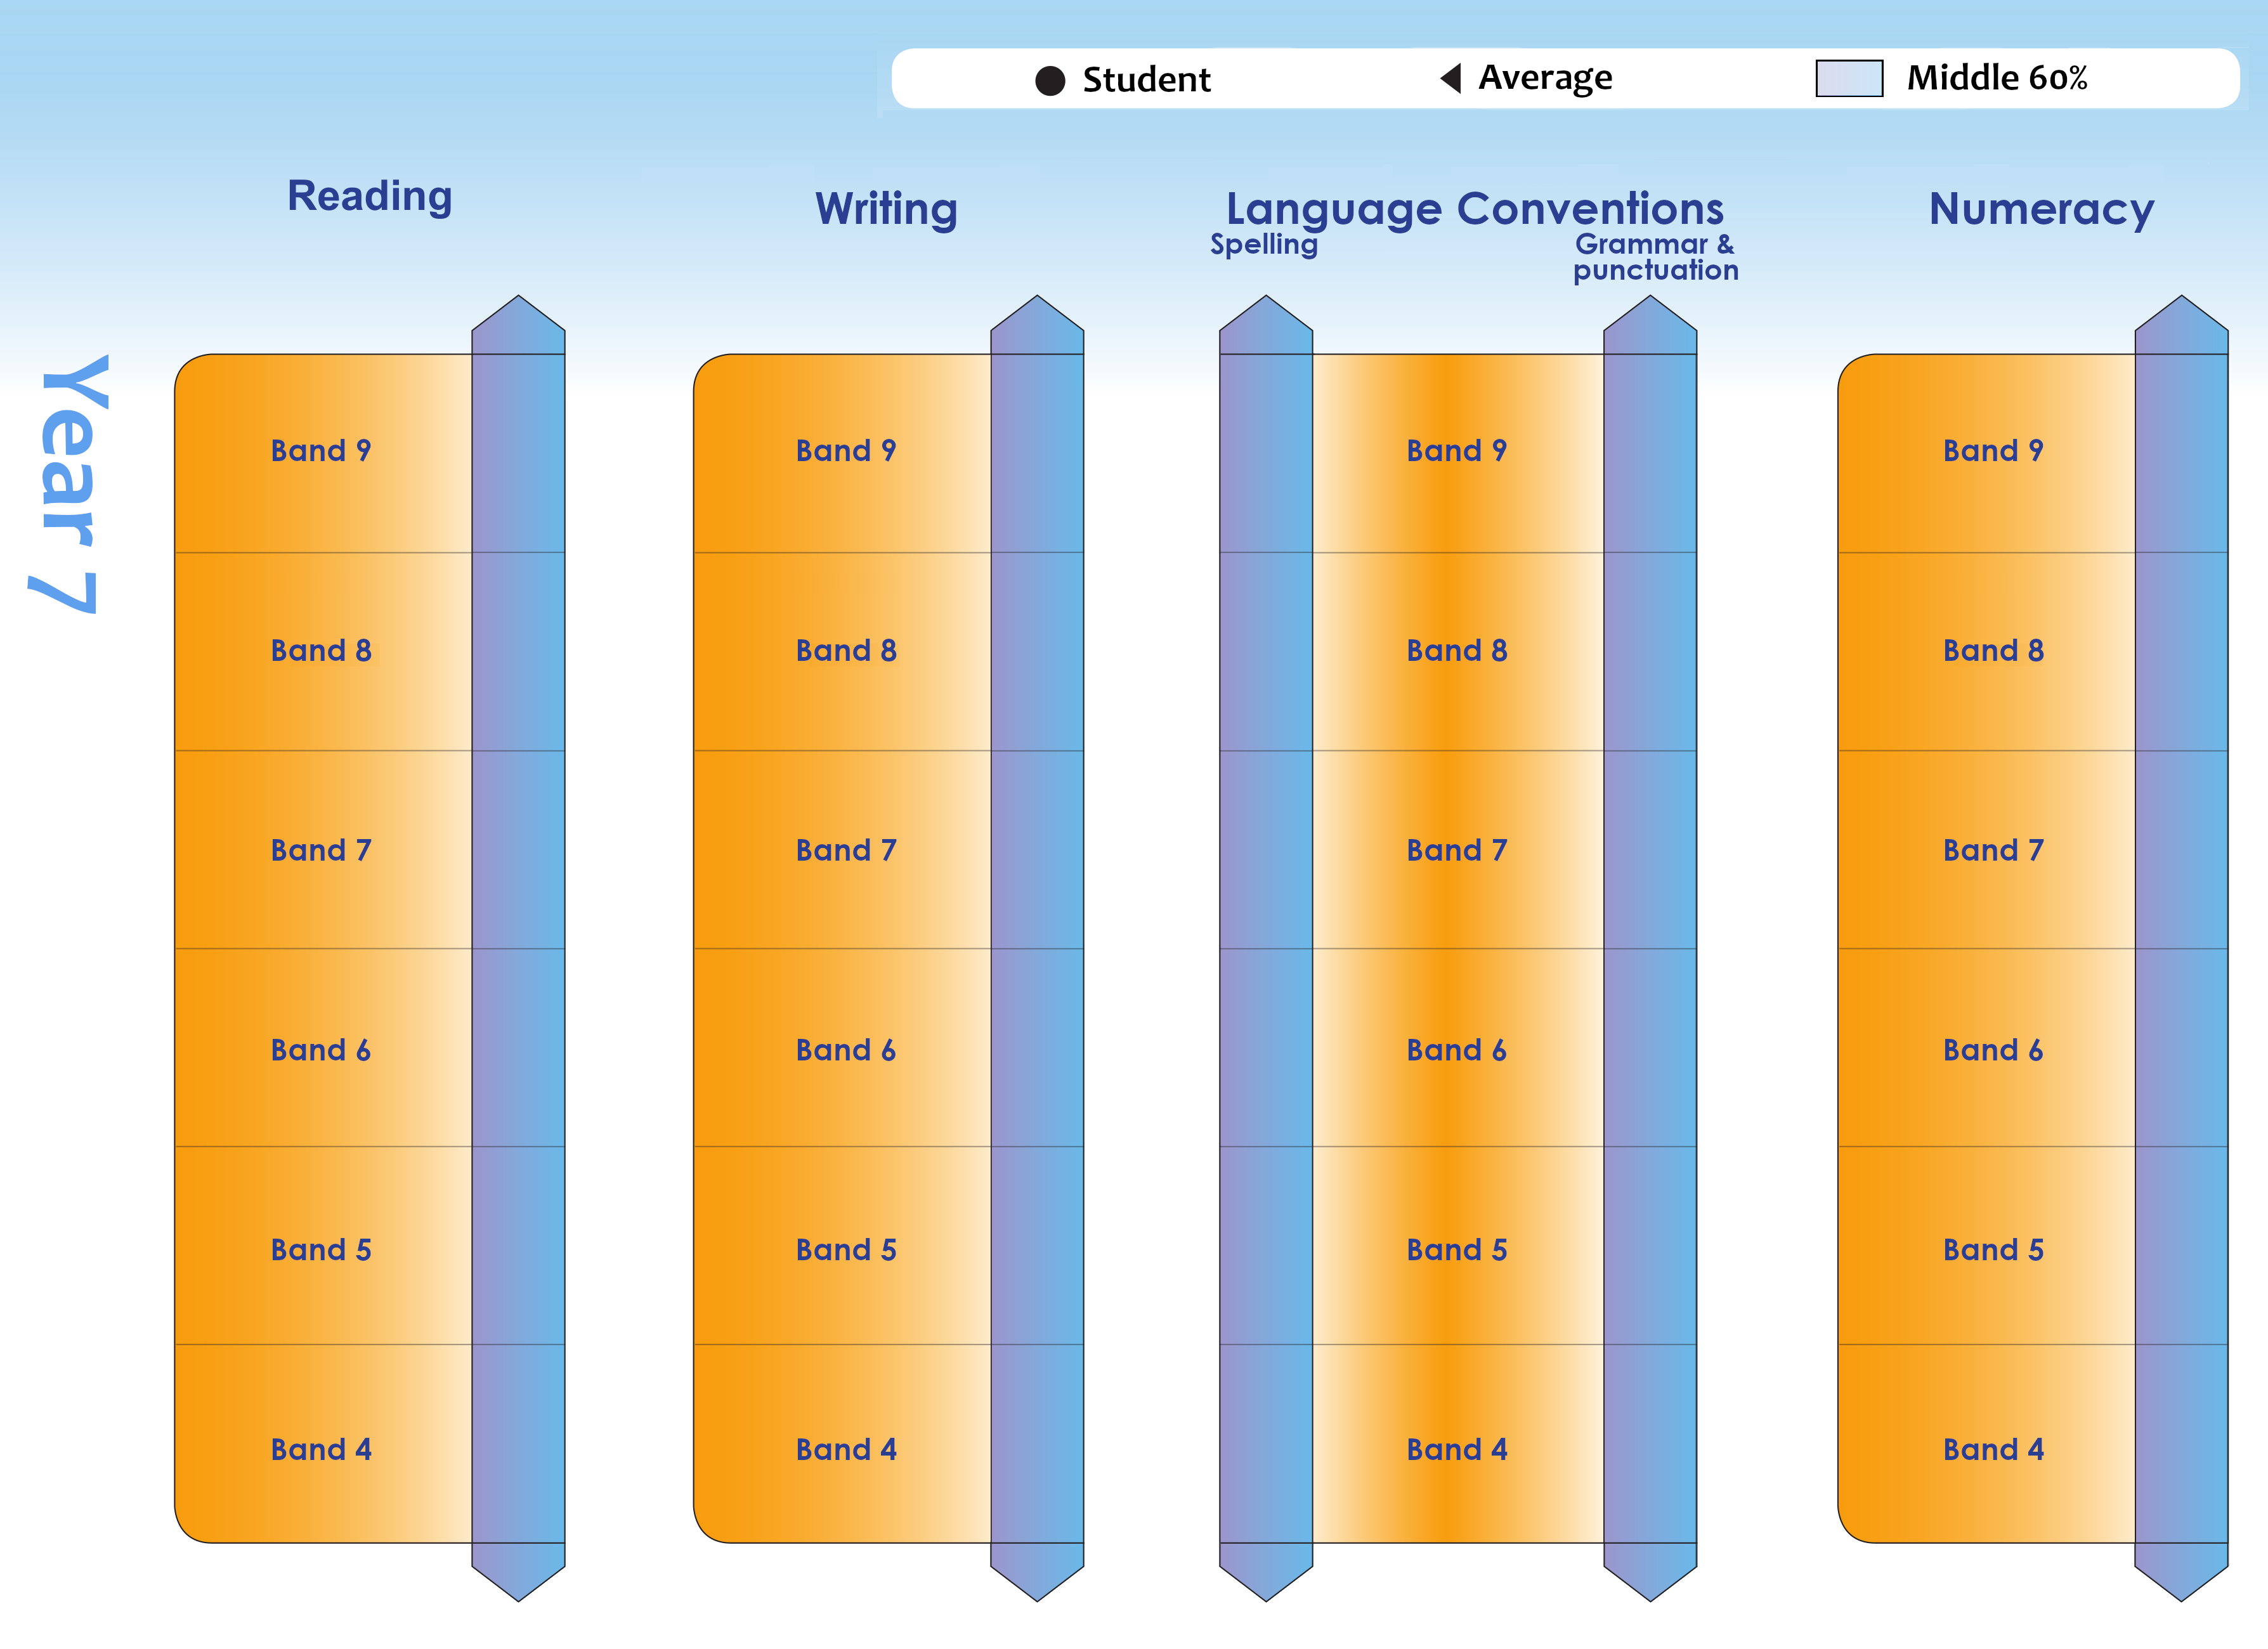 Student
Average
Middle 60%
Reading
Writing
Language Conventions
Numeracy
Spelling
Grammar &
punctuation
Year 7
Band 9
Band 9
Band 9
Band 9
Band 8
Band 8
Band 8
Band 8
Band 7
Band 7
Band 7
Band 7
Band 6
Band 6
Band 6
Band 6
Band 5
Band 5
Band 5
Band 5
Band 4
Band 4
Band 4
Band 4